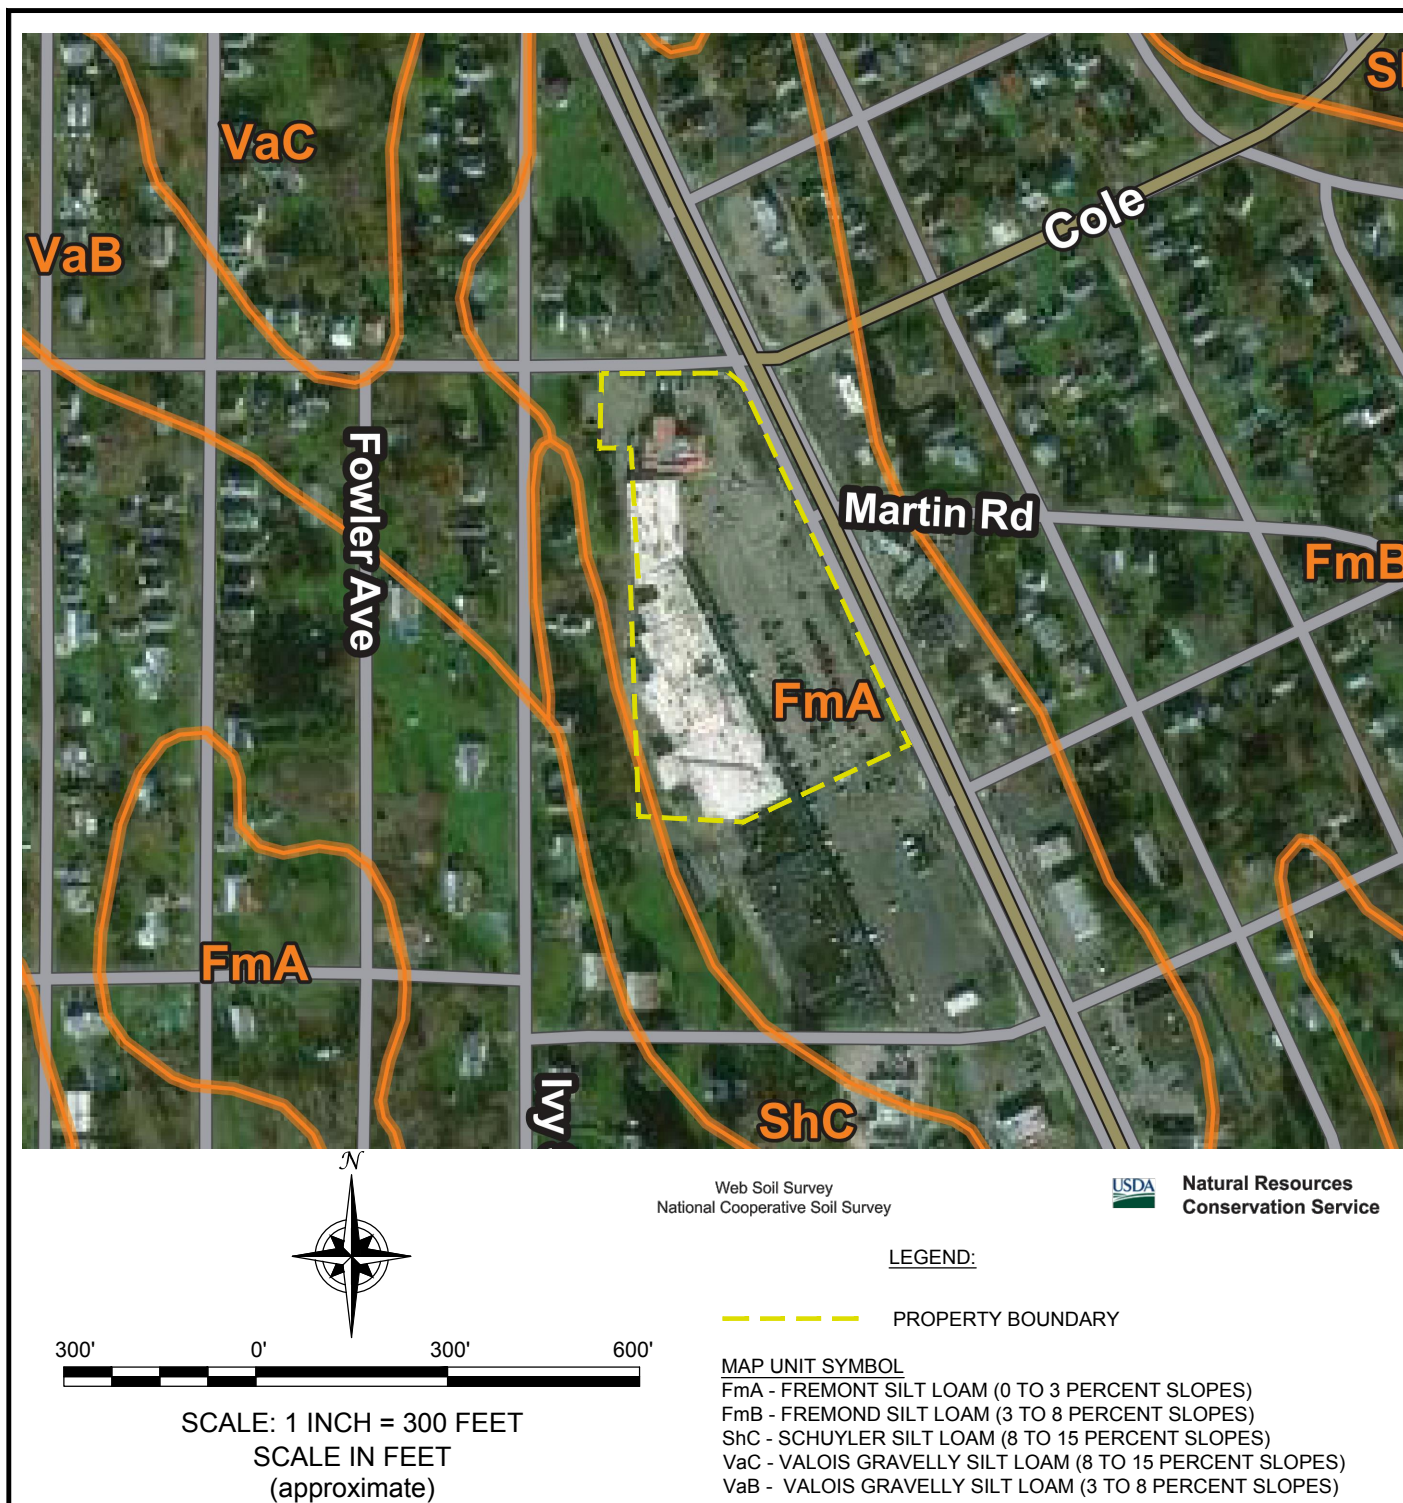 VaC
VaB
Cole
Fowler Ave
Martin Rd
FmB
FmA
FmA
Ivy
ShC
N
Web Soil Survey
National Cooperative Soil Survey
USDA
Natural Resources
Conservation Service
LEGEND:
PROPERTY BOUNDARY
300' 0' 300' 600'
SCALE: 1 INCH = 300 FEET
SCALE IN FEET
(approximate)
MAP UNIT SYMBOL
FmA - FREMONT SILT LOAM (0 TO 3 PERCENT SLOPES)
FmB - FREMOND SILT LOAM (3 TO 8 PERCENT SLOPES)
ShC - SCHUYLER SILT LOAM (8 TO 15 PERCENT SLOPES)
VaC - VALOIS GRAVELLY SILT LOAM (8 TO 15 PERCENT SLOPES)
VaB - VALOIS GRAVELLY SILT LOAM (3 TO 8 PERCENT SLOPES)